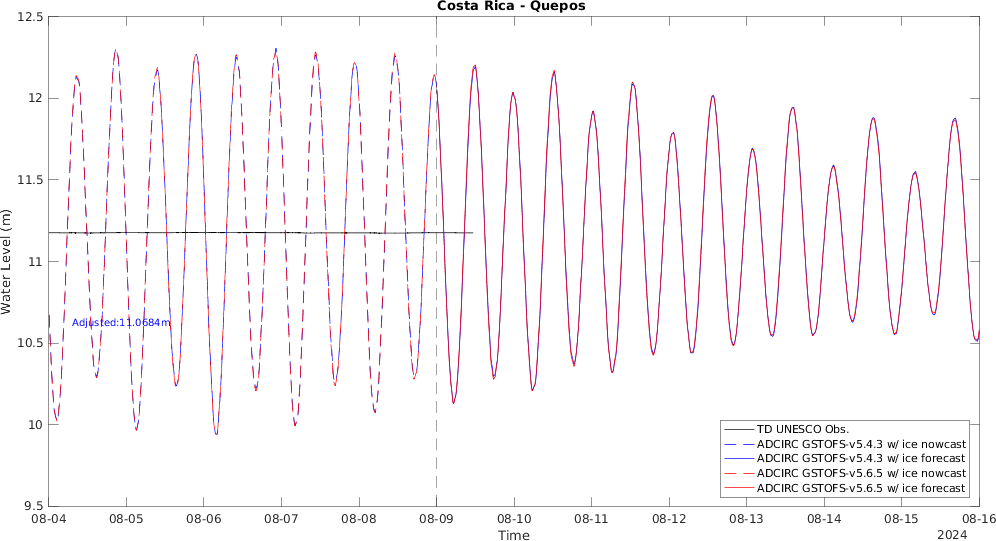 Costa Rica - Quepos
12.5
12
11.5
11
10.5
10
9.5
Water Level (m)
Adjusted:11.0684m
TD UNESCO Obs.
ADCIRC GSTOFS-v5.4.3 w/ ice nowcast
ADCIRC GSTOFS-v5.4.3 w/ ice forecast
ADCIRC GSTOFS-v5.6.5 w/ ice nowcast
ADCIRC GSTOFS-v5.6.5 w/ ice forecast
08-04 08-05 08-06 08-07 08-08 08-09 08-10 08-11 08-12 08-13 08-14 08-15 08-16
Time
2024